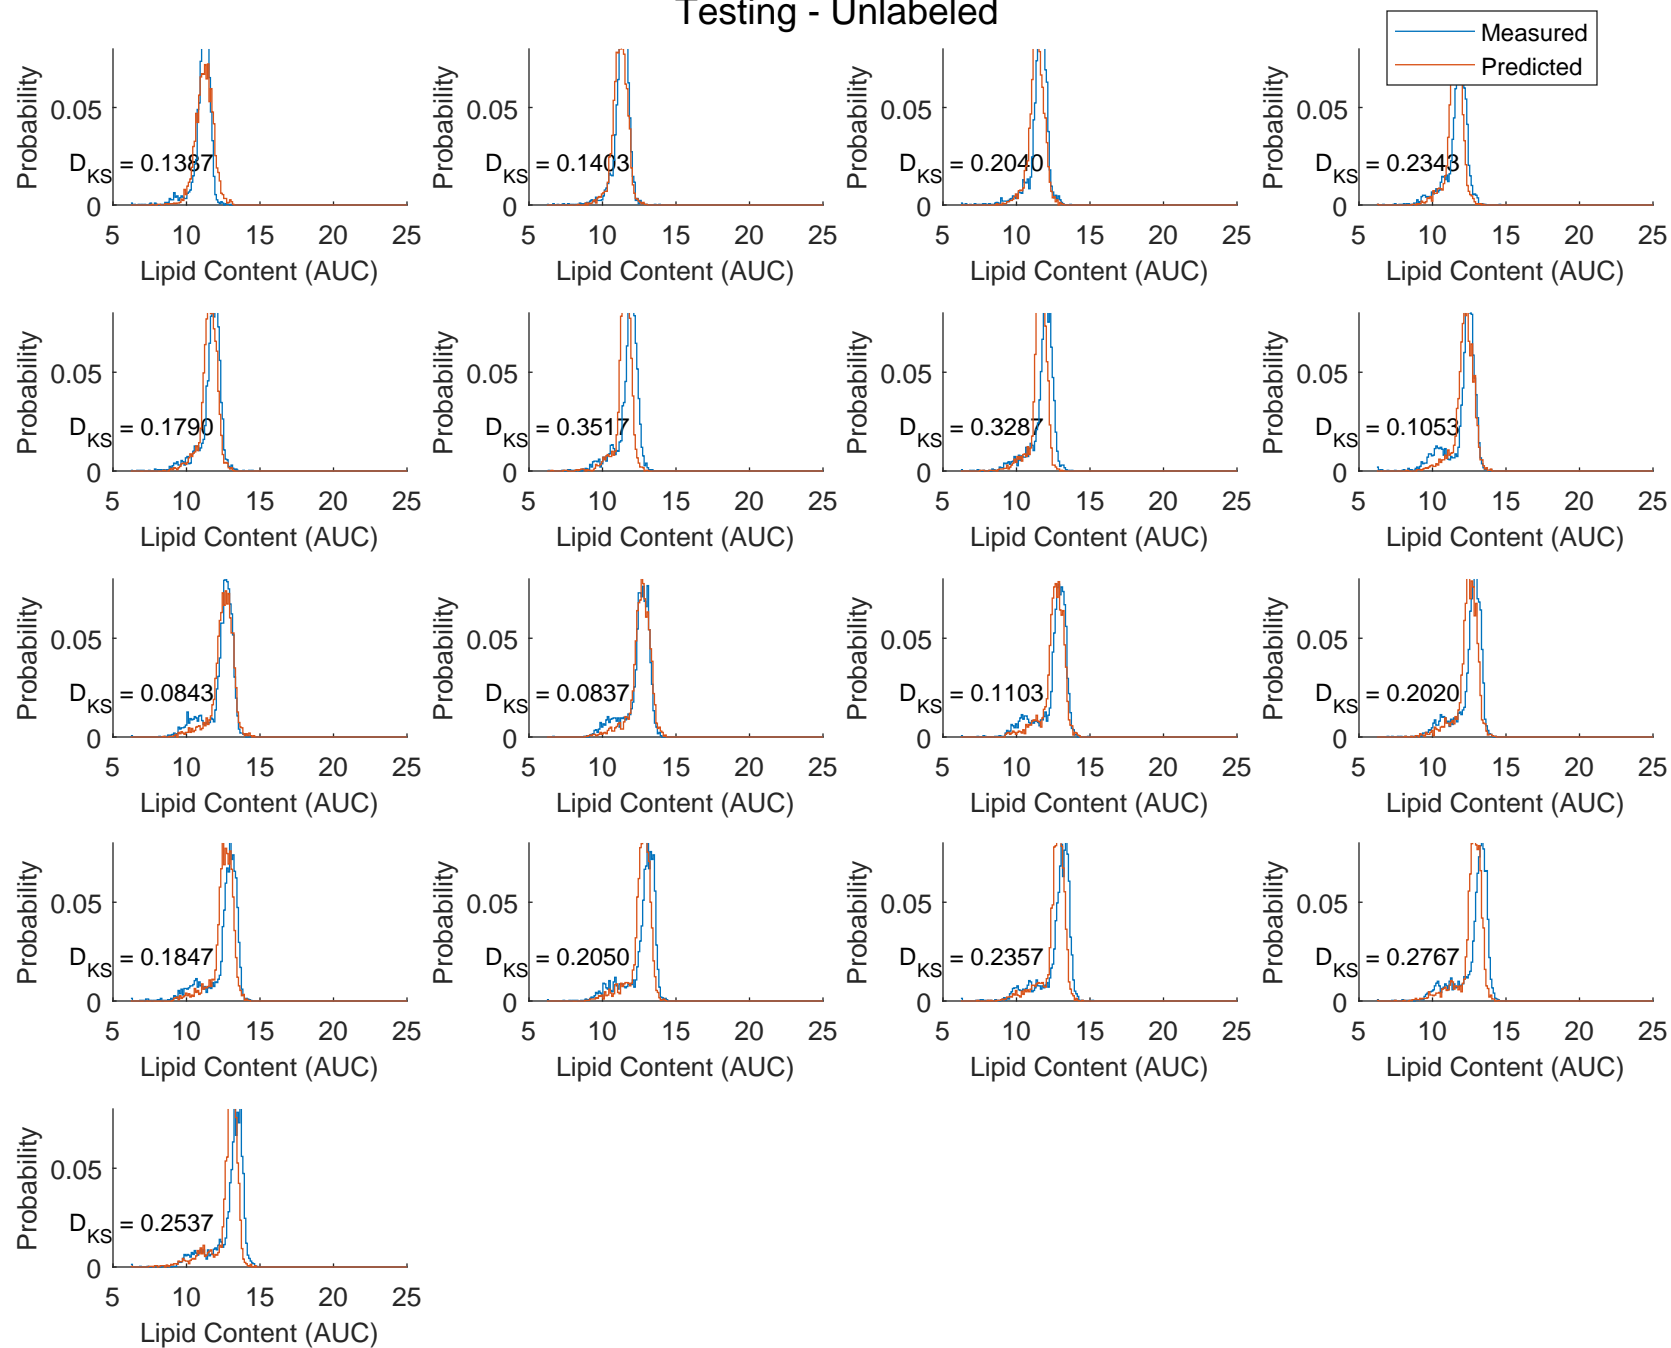 Testing - Unlabeled
Measured
Predicted
Probability
0.05
0
D_KS = 0.1387
5 10 15 20 25
Lipid Content (AUC)
Probability
0.05
0
D_KS = 0.1403
5 10 15 20 25
Lipid Content (AUC)
Probability
0.05
0
D_KS = 0.2040
5 10 15 20 25
Lipid Content (AUC)
Probability
0.05
0
D_KS = 0.2343
5 10 15 20 25
Lipid Content (AUC)
Probability
0.05
0
D_KS = 0.1790
5 10 15 20 25
Lipid Content (AUC)
Probability
0.05
0
D_KS = 0.3517
5 10 15 20 25
Lipid Content (AUC)
Probability
0.05
0
D_KS = 0.3287
5 10 15 20 25
Lipid Content (AUC)
Probability
0.05
0
D_KS = 0.1053
5 10 15 20 25
Lipid Content (AUC)
Probability
0.05
0
D_KS = 0.0843
5 10 15 20 25
Lipid Content (AUC)
Probability
0.05
0
D_KS = 0.0837
5 10 15 20 25
Lipid Content (AUC)
Probability
0.05
0
D_KS = 0.1103
5 10 15 20 25
Lipid Content (AUC)
Probability
0.05
0
D_KS = 0.2020
5 10 15 20 25
Lipid Content (AUC)
Probability
0.05
0
D_KS = 0.1847
5 10 15 20 25
Lipid Content (AUC)
Probability
0.05
0
D_KS = 0.2050
5 10 15 20 25
Lipid Content (AUC)
Probability
0.05
0
D_KS = 0.2357
5 10 15 20 25
Lipid Content (AUC)
Probability
0.05
0
D_KS = 0.2767
5 10 15 20 25
Lipid Content (AUC)
Probability
0.05
0
D_KS = 0.2537
5 10 15 20 25
Lipid Content (AUC)